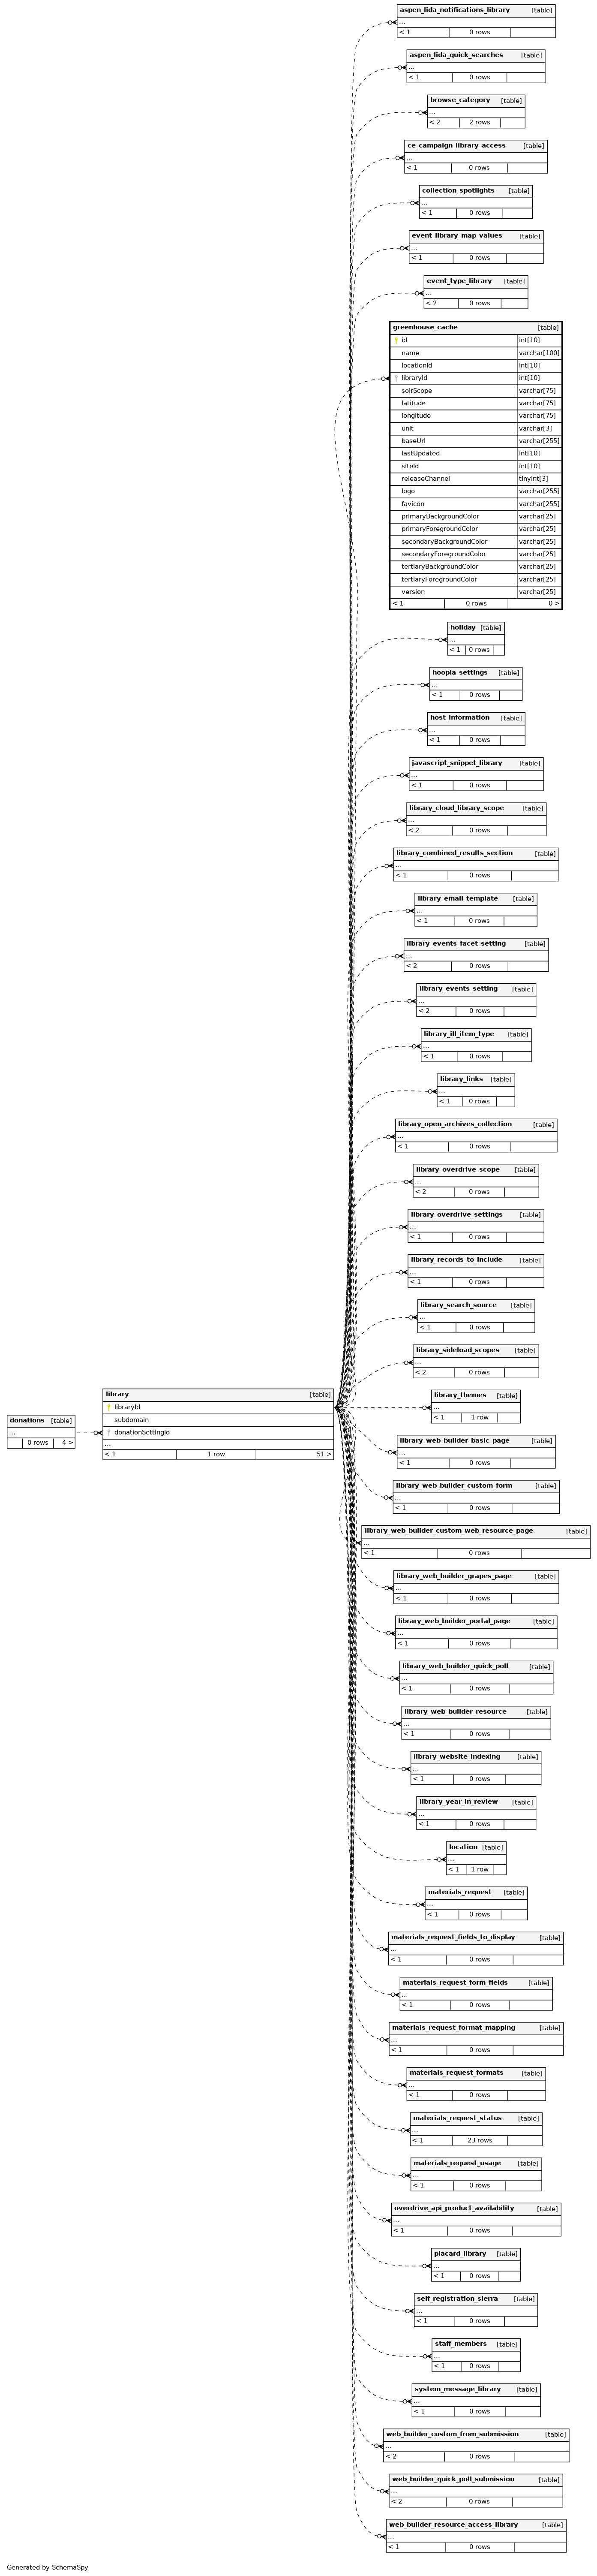 aspen_lida_notifications_library [table]
...
< 1 0 rows
aspen_lida_quick_searches [table]
...
< 1 0 rows
browse_category [table]
...
< 2 2 rows
ce_campaign_library_access [table]
...
< 1 0 rows
collection_spotlights [table]
...
< 1 0 rows
event_library_map_values [table]
...
< 1 0 rows
event_type_library [table]
...
< 2 0 rows
greenhouse_cache [table]
id int[10]
name varchar[100]
locationId int[10]
libraryId int[10]
solrScope varchar[75]
latitude varchar[75]
longitude varchar[75]
unit varchar[3]
baseUrl varchar[255]
lastUpdated int[10]
siteId int[10]
releaseChannel tinyint[3]
logo varchar[255]
favicon varchar[255]
primaryBackgroundColor varchar[25]
primaryForegroundColor varchar[25]
secondaryBackgroundColor varchar[25]
secondaryForegroundColor varchar[25]
tertiaryBackgroundColor varchar[25]
tertiaryForegroundColor varchar[25]
version varchar[25]
< 1 0 rows 0 >
holiday [table]
...
< 1 0 rows
hoopla_settings [table]
...
< 1 0 rows
host_information [table]
...
< 1 0 rows
javascript_snippet_library [table]
...
< 1 0 rows
library_cloud_library_scope [table]
...
< 2 0 rows
library_combined_results_section [table]
...
< 1 0 rows
library_email_template [table]
...
< 1 0 rows
library_events_facet_setting [table]
...
< 2 0 rows
library_events_setting [table]
...
< 2 0 rows
library_ill_item_type [table]
...
< 1 0 rows
library_links [table]
...
< 1 0 rows
library_open_archives_collection [table]
...
< 1 0 rows
library_overdrive_scope [table]
...
< 2 0 rows
library_overdrive_settings [table]
...
< 1 0 rows
library_records_to_include [table]
...
< 1 0 rows
library_search_source [table]
...
< 1 0 rows
library_sideload_scopes [table]
...
< 2 0 rows
donations [table]
...
0 rows 4 >
library [table]
libraryId
subdomain
donationSettingId
...
< 1 1 row 51 >
library_themes [table]
...
< 1 1 row
library_web_builder_basic_page [table]
...
< 1 0 rows
library_web_builder_custom_form [table]
...
< 1 0 rows
library_web_builder_custom_web_resource_page [table]
...
< 1 0 rows
library_web_builder_grapes_page [table]
...
< 1 0 rows
library_web_builder_portal_page [table]
...
< 1 0 rows
library_web_builder_quick_poll [table]
...
< 1 0 rows
library_web_builder_resource [table]
...
< 1 0 rows
library_website_indexing [table]
...
< 1 0 rows
library_year_in_review [table]
...
< 1 0 rows
location [table]
...
< 1 1 row
materials_request [table]
...
< 1 0 rows
materials_request_fields_to_display [table]
...
< 1 0 rows
materials_request_form_fields [table]
...
< 1 0 rows
materials_request_format_mapping [table]
...
< 1 0 rows
materials_request_formats [table]
...
< 1 0 rows
materials_request_status [table]
...
< 1 23 rows
materials_request_usage [table]
...
< 1 0 rows
overdrive_api_product_availability [table]
...
< 1 0 rows
placard_library [table]
...
< 1 0 rows
self_registration_sierra [table]
...
< 1 0 rows
staff_members [table]
...
< 1 0 rows
system_message_library [table]
...
< 1 0 rows
web_builder_custom_from_submission [table]
...
< 2 0 rows
web_builder_quick_poll_submission [table]
...
< 2 0 rows
web_builder_resource_access_library [table]
...
< 1 0 rows
Generated by SchemaSpy